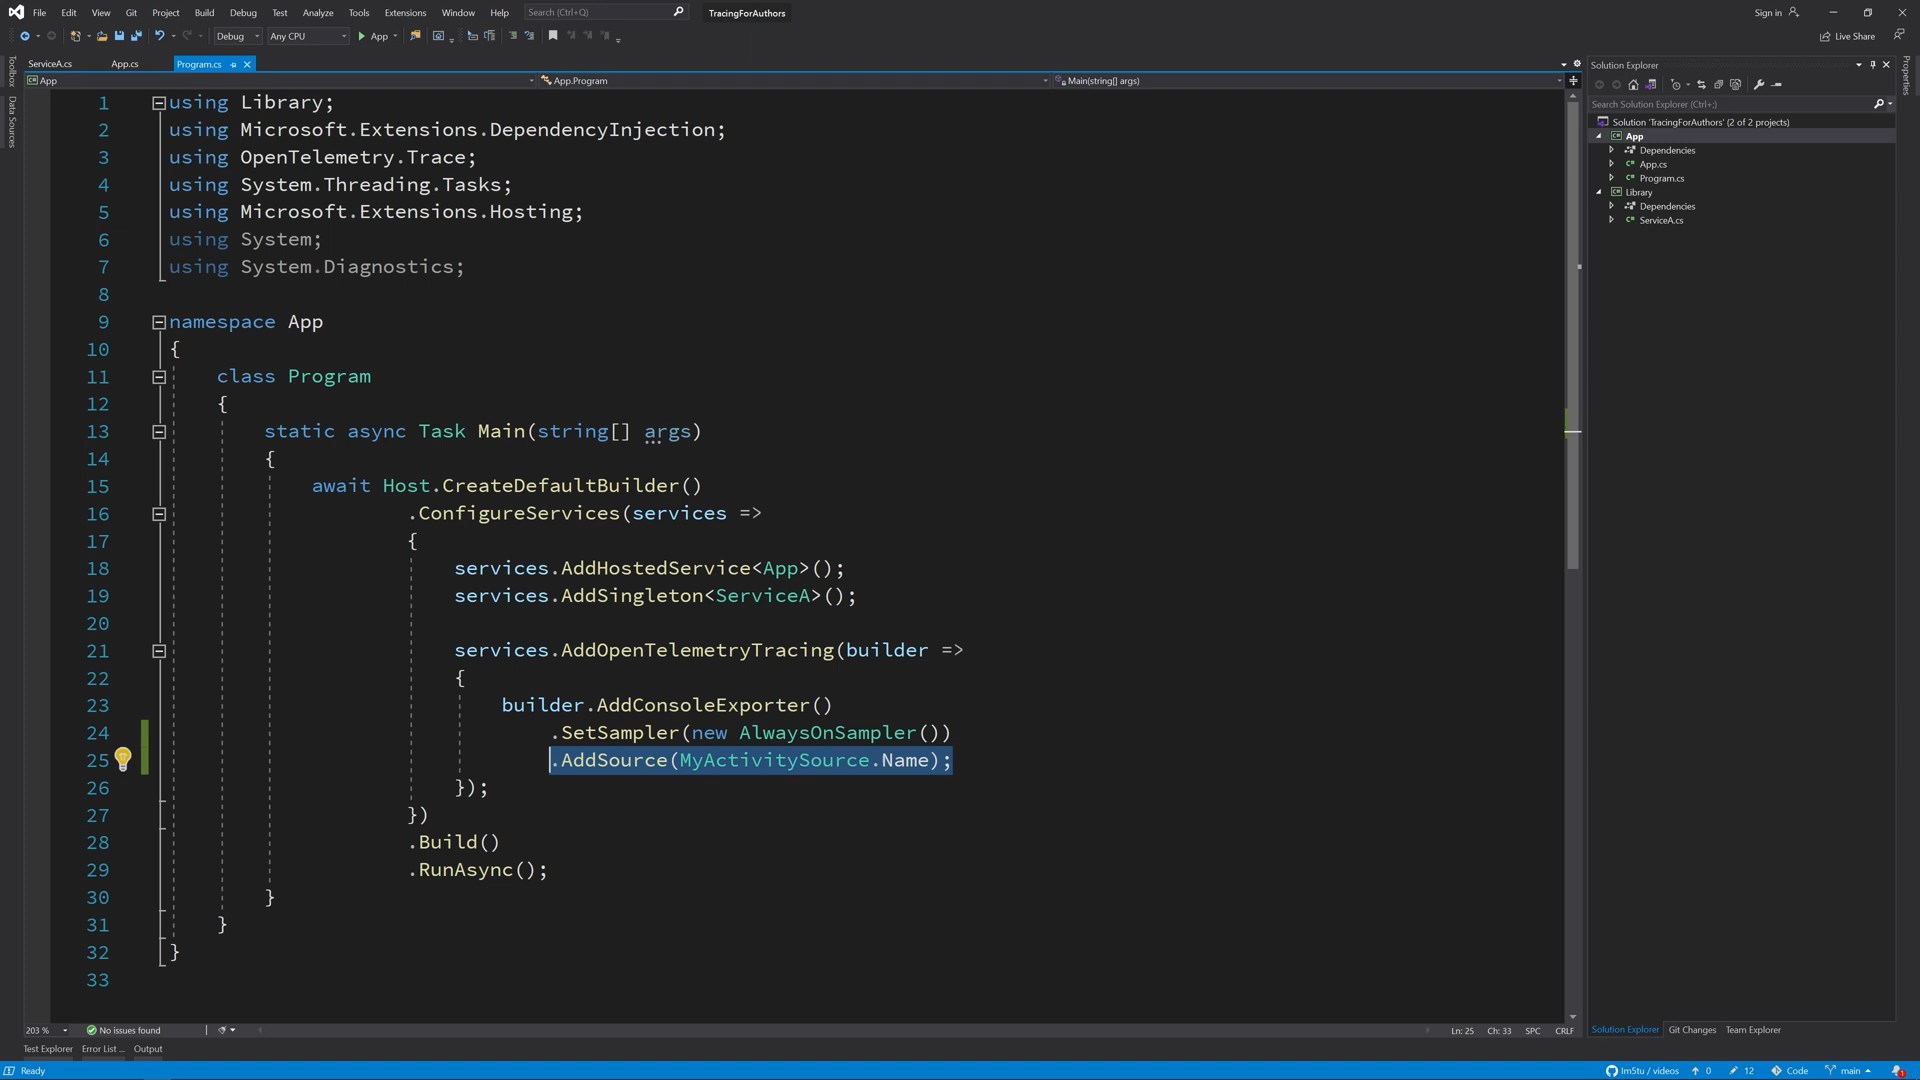 File Edit View Git Project Build Debug Test Analyze Tools Extensions Window Help Search (Ctrl+Q) TracingForAuthors Sign in
Debug Any CPU App Live Share
ServiceA.cs App.cs Program.cs
App App.Program Main(string[] args)
Toolbox
Data Sources
1 using Library;
2 using Microsoft.Extensions.DependencyInjection;
3 using OpenTelemetry.Trace;
4 using System.Threading.Tasks;
5 using Microsoft.Extensions.Hosting;
6 using System;
7 using System.Diagnostics;
8
9 namespace App
10 {
11 class Program
12 {
13 static async Task Main(string[] args)
14 {
15 await Host.CreateDefaultBuilder()
16 .ConfigureServices(services =>
17 {
18 services.AddHostedService<App>();
19 services.AddSingleton<ServiceA>();
20
21 services.AddOpenTelemetryTracing(builder =>
22 {
23 builder.AddConsoleExporter()
24 .SetSampler(new AlwaysOnSampler())
25 .AddSource(MyActivitySource.Name);
26 });
27 })
28 .Build()
29 .RunAsync();
30 }
31 }
32 }
33
203 % No issues found Ln: 25 Ch: 33 SPC CRLF
Solution Explorer
Search Solution Explorer (Ctrl+;)
Solution 'TracingForAuthors' (2 of 2 projects)
App
Dependencies
App.cs
Program.cs
Library
Dependencies
ServiceA.cs
Properties
Solution Explorer Git Changes Team Explorer
Test Explorer Error List ... Output
Ready Im5tu / videos 0 12 Code main 1